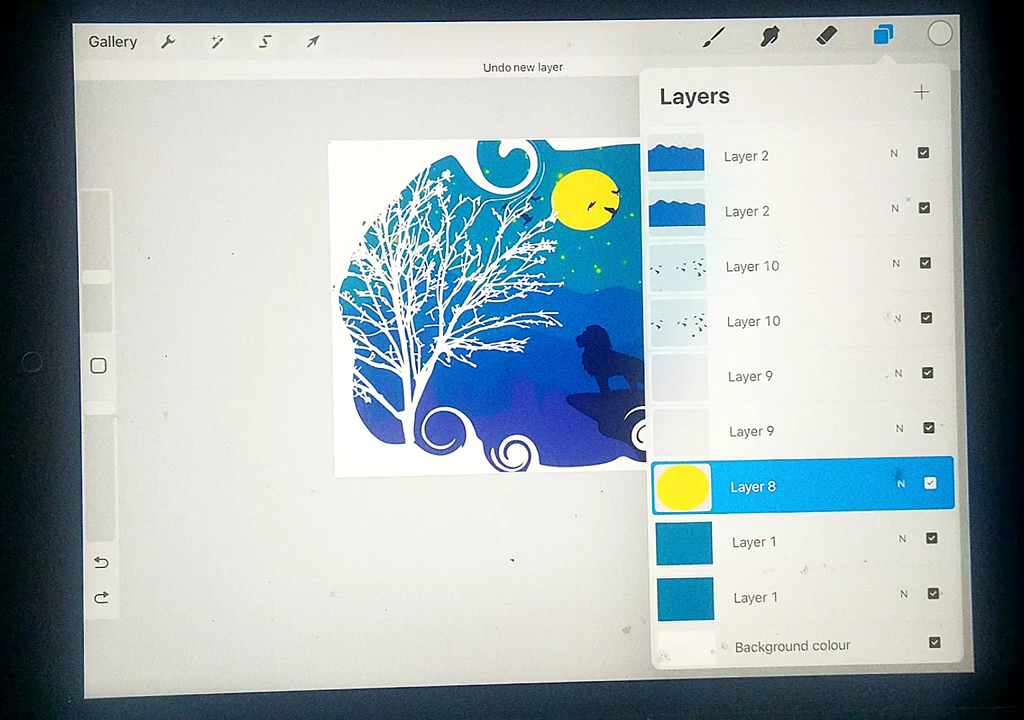 Gallery
Undo new layer
Layers
Layer 2 N
Layer 2 N
Layer 10 N
Layer 10 N
Layer 9 N
Layer 9 N
Layer 8 N
Layer 1 N
Layer 1 N
Background colour